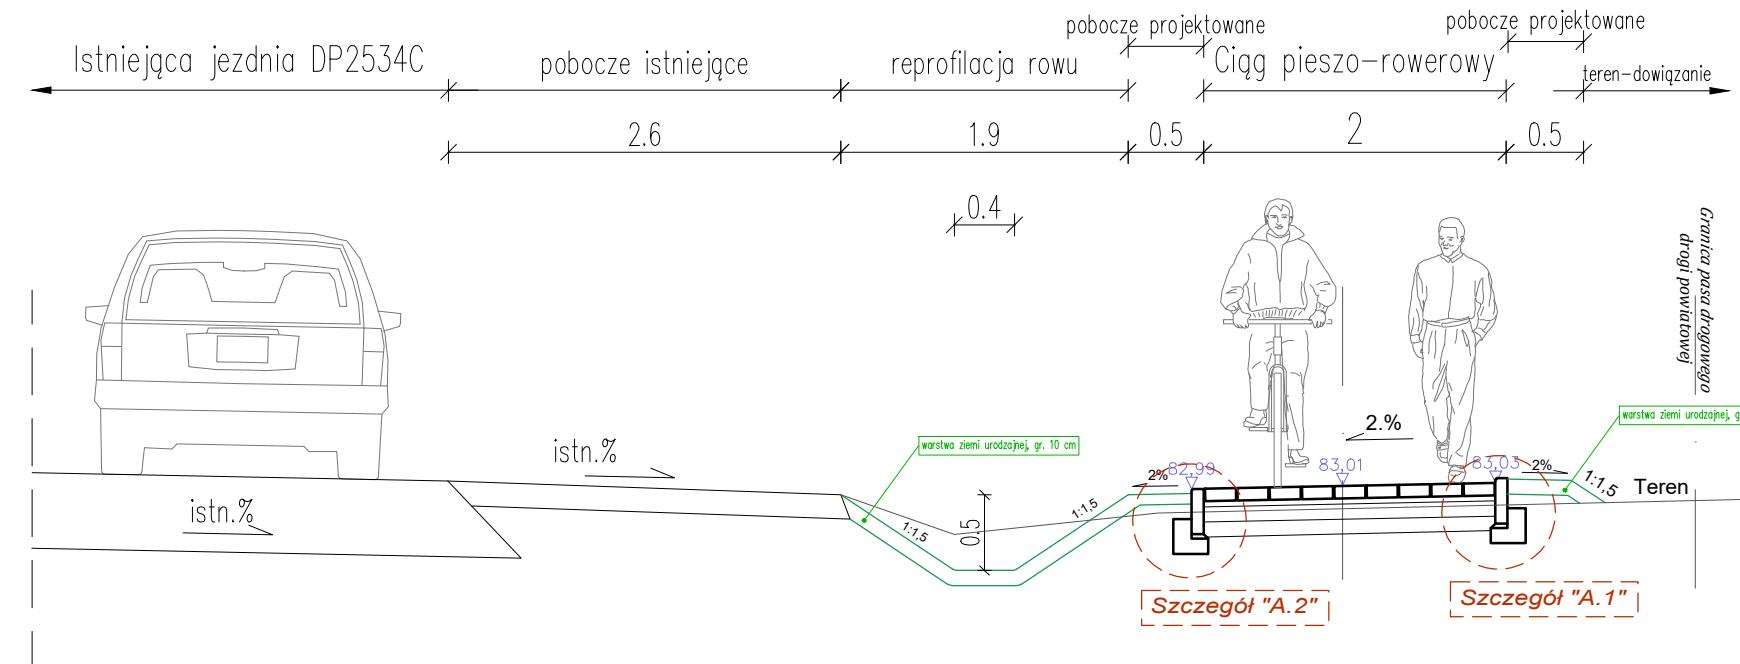 pobocze projektowane
pobocze projektowane
Istniejąca jezdnia DP2534C
pobocze istniejące
reprofilacja rowu
Ciąg pieszo-rowerowy
teren-dowiązanie
2.6
1.9
0.5
2
0.5
0.4
Granica pasa drogowego
drogi powiatowej
warstwa ziemi urodzajnej, g
2.%
warstwa ziemi urodzajnej, gr. 10 cm
istn.%
2%
82,99
83,01
83,03
2%
1:1,5
Teren
istn.%
1:1,5
0.5
1:1,5
Szczegół "A.2"
Szczegół "A.1"